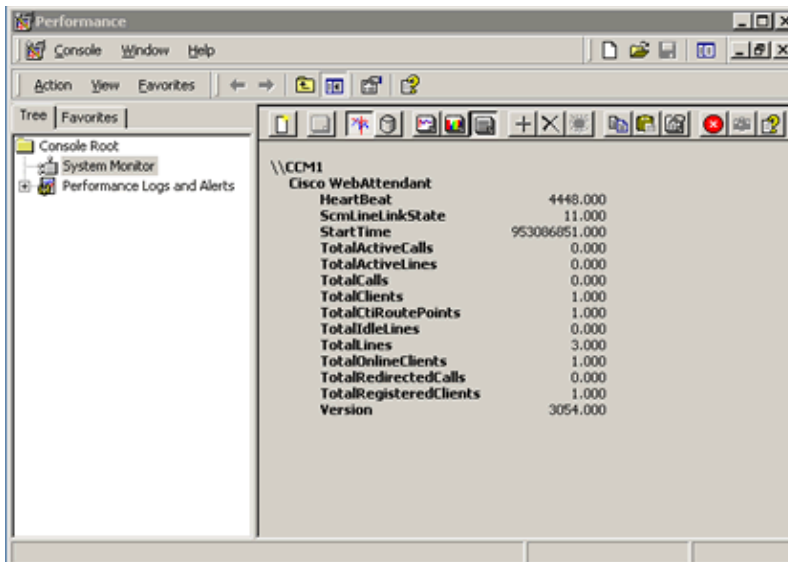 Performance
Console Window Help
Action View Favorites
Tree Favorites
Console Root
System Monitor
Performance Logs and Alerts
\\CCM1
Cisco WebAttendant
HeartBeat 4448.000
ScmLineLinkState 11.000
StartTime 953086851.000
TotalActiveCalls 0.000
TotalActiveLines 0.000
TotalCalls 0.000
TotalClients 1.000
TotalCtiRoutePoints 1.000
TotalIdleLines 0.000
TotalLines 3.000
TotalOnlineClients 1.000
TotalRedirectedCalls 0.000
TotalRegisteredClients 1.000
Version 3054.000